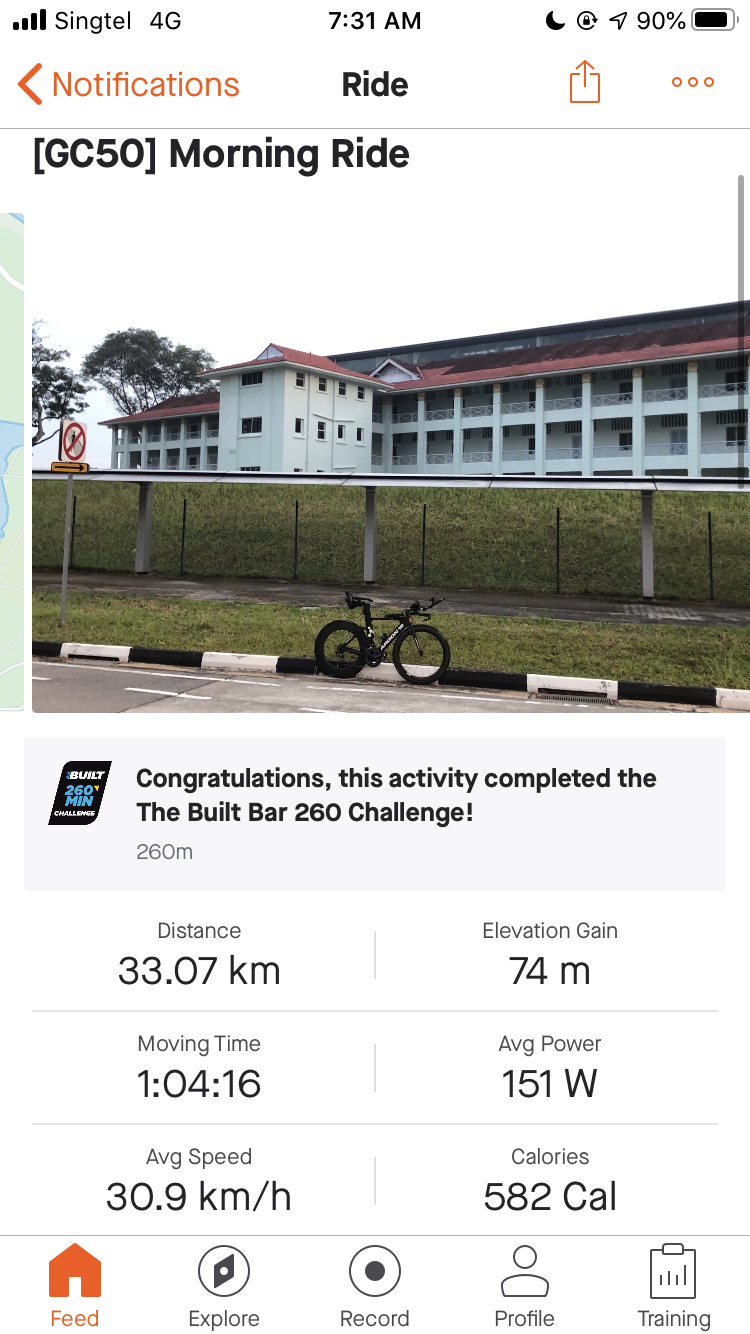 Singtel 4G 7:31 AM 90%
Notifications Ride
[GC50] Morning Ride
BUILT
260
MIN
CHALLENGE
Congratulations, this activity completed the
The Built Bar 260 Challenge!
260m
Distance Elevation Gain
33.07 km 74 m
Moving Time Avg Power
1:04:16 151 W
Avg Speed Calories
30.9 km/h 582 Cal
Feed Explore Record Profile Training